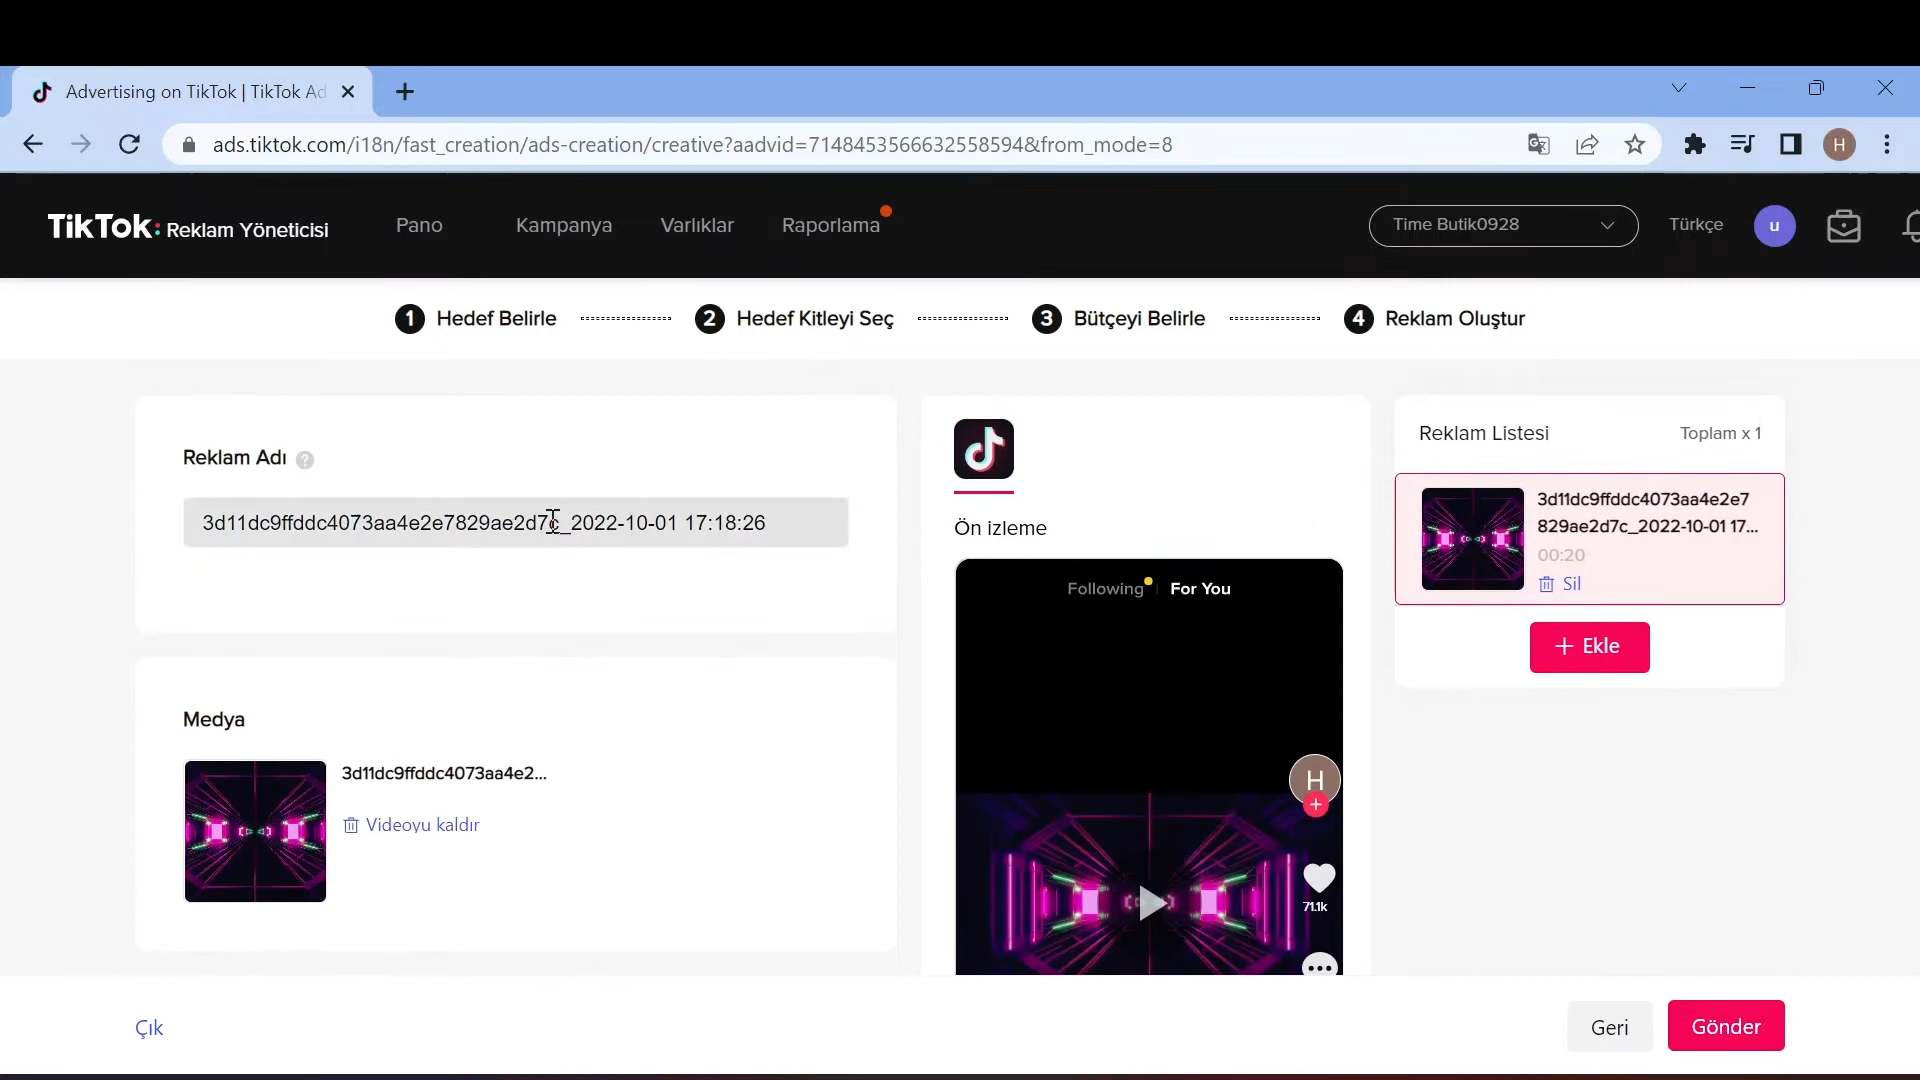 Advertising on TikTok | TikTok Ad
ads.tiktok.com/i18n/fast_creation/ads-creation/creative?aadvid=7148453566632558594&from_mode=8
H
TikTok: Reklam Yöneticisi
Pano
Kampanya
Varlıklar
Raporlama
Time Butik0928
Türkçe
u
1 Hedef Belirle
2 Hedef Kitleyi Seç
3 Bütçeyi Belirle
4 Reklam Oluştur
Reklam Adı ?
3d11dc9ffddc4073aa4e2e7829ae2d7c_2022-10-01 17:18:26
Medya
3d11dc9ffddc4073aa4e2...
Videoyu kaldır
Ön izleme
Following
For You
H
71.1k
Reklam Listesi
Toplam x 1
3d11dc9ffddc4073aa4e2e7
829ae2d7c_2022-10-01 17...
00:20
Sil
+ Ekle
Çık
Geri
Gönder